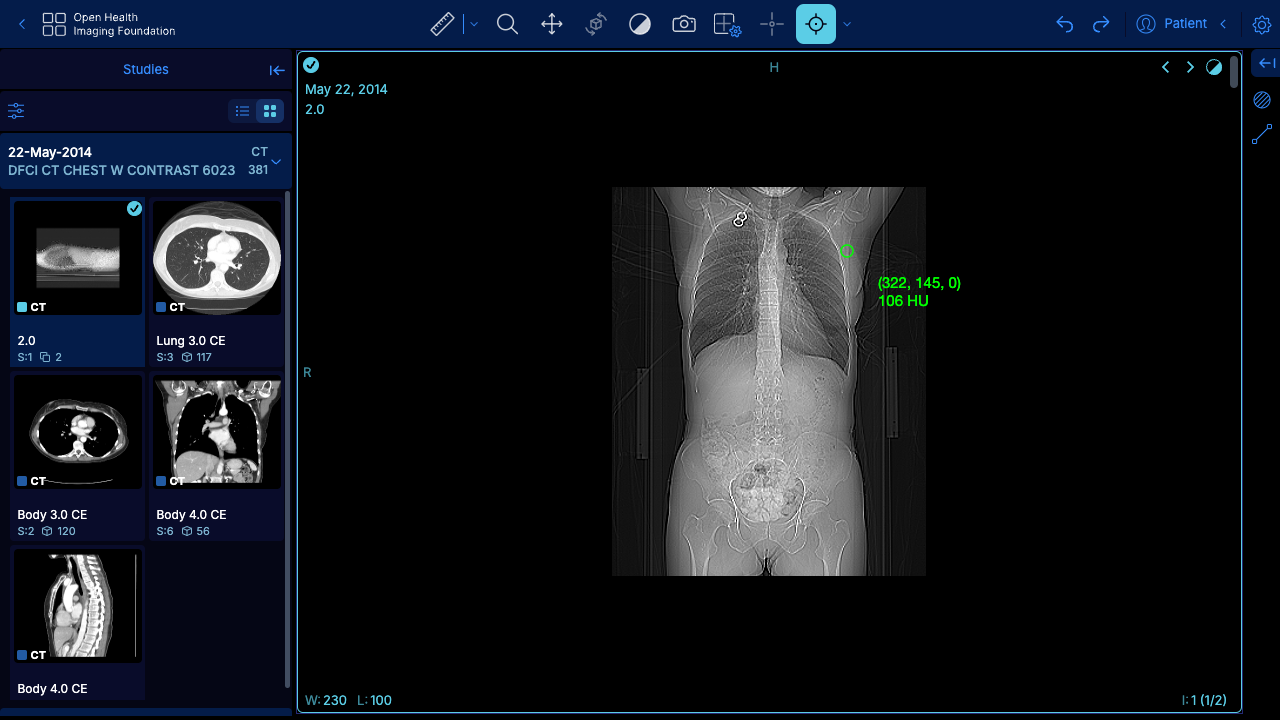 Open Health
Imaging Foundation
Patient
Studies
H
May 22, 2014
2.0
22-May-2014
CT
DFCI CT CHEST W CONTRAST 6023
381
CT
2.0
S:1 2
CT
Lung 3.0 CE
S:3 117
(322, 145, 0)
106 HU
R
CT
Body 3.0 CE
S:2 120
CT
Body 4.0 CE
S:6 56
CT
Body 4.0 CE
W: 230 L: 100
I: 1 (1/2)